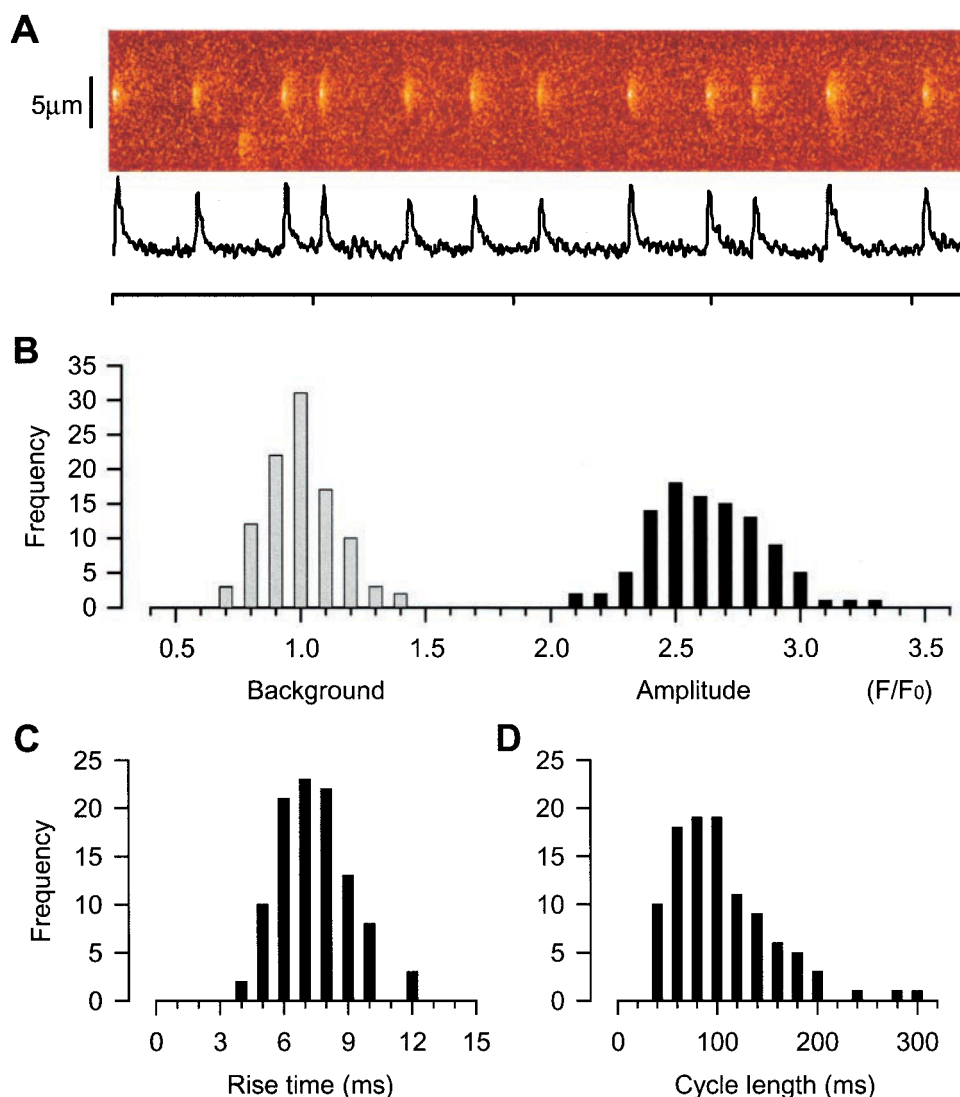 A
5μm
B
35
30
25
20
15
10
5
0
Frequency
0.5 1.0 1.5 2.0 2.5 3.0 3.5
Background Amplitude (F/F0)
C
25
20
15
10
5
0
Frequency
0 3 6 9 12 15
Rise time (ms)
D
25
20
15
10
5
0
0 100 200 300
Cycle length (ms)